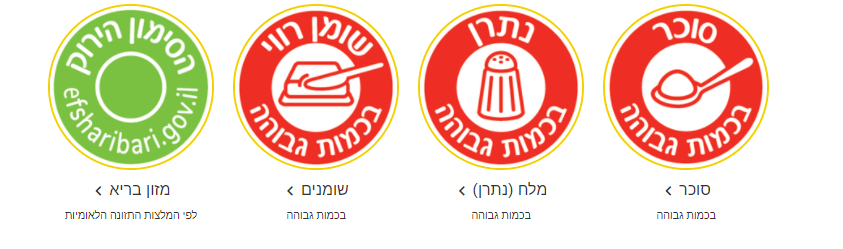 סוכר
בכמות גבוהה
נתרן
בכמות גבוהה
שומן רווי
בכמות גבוהה
הסימון הירוק
efsharibari.gov.il
סוכר
בכמות גבוהה
מלח (נתרן)
בכמות גבוהה
שומנים
בכמות גבוהה
מזון בריא
לפי המלצות התזונה הלאומיות